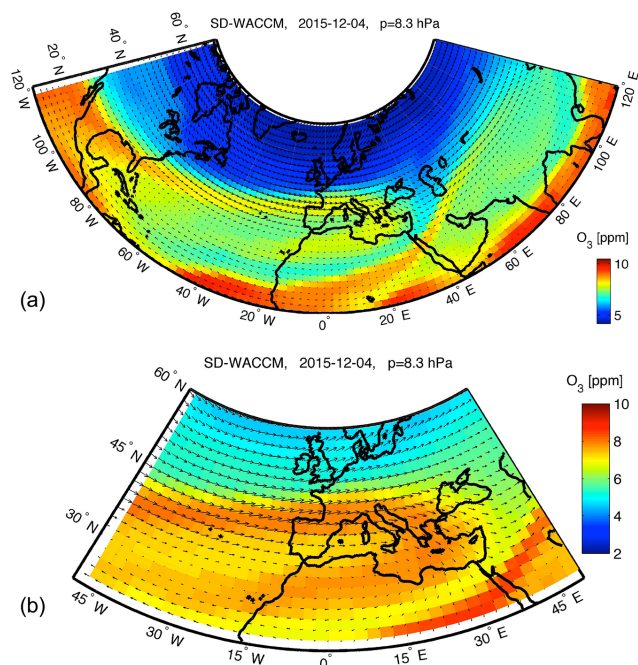 SD-WACCM, 2015-12-04, p=8.3 hPa
60° N
40° N
20° N
120° W
100° W
80° W
60° W
40° W
20° W
0°
20° E
40° E
60° E
80° E
100° E
120° E
O3 [ppm]
10
5
(a)
SD-WACCM, 2015-12-04, p=8.3 hPa
60° N
45° N
30° N
45° W
30° W
15° W
0°
15° E
30° E
45° E
O3 [ppm]
10
8
6
4
2
(b)